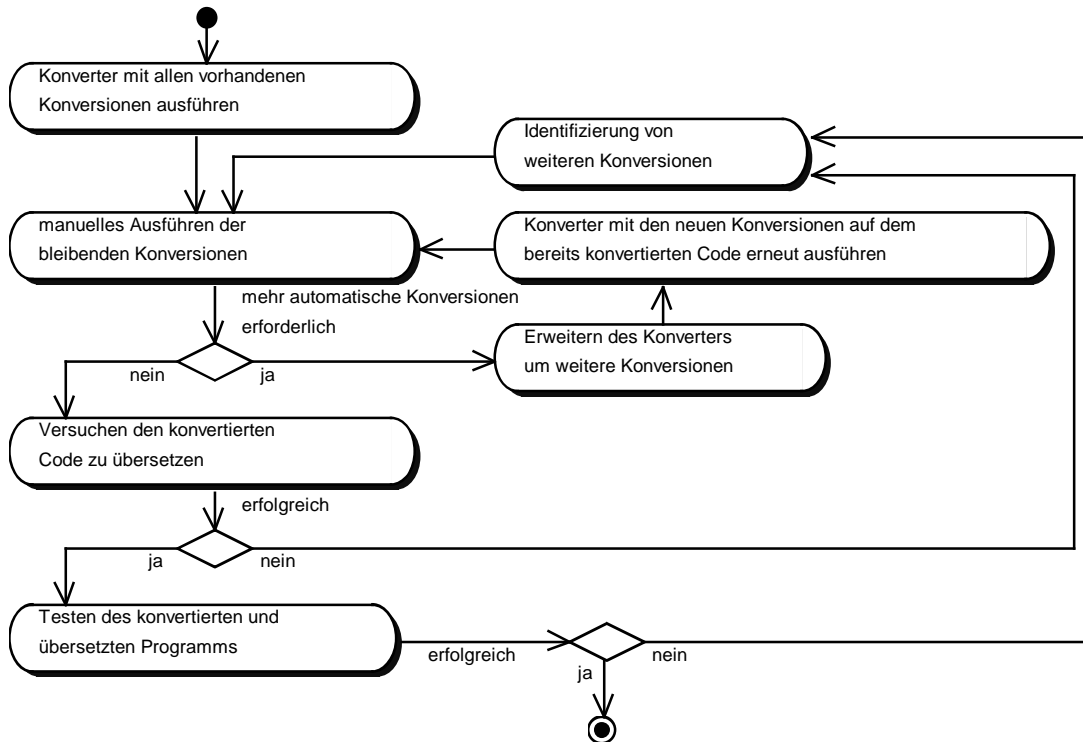 Konverter mit allen vorhandenen
Konversionen ausführen
Identifizierung von
weiteren Konversionen
manuelles Ausführen der
bleibenden Konversionen
Konverter mit den neuen Konversionen auf dem
bereits konvertierten Code erneut ausführen
mehr automatische Konversionen
erforderlich
Erweitern des Konverters
um weitere Konversionen
nein
ja
Versuchen den konvertierten
Code zu übersetzen
erfolgreich
ja
nein
Testen des konvertierten und
übersetzten Programms
erfolgreich
nein
ja